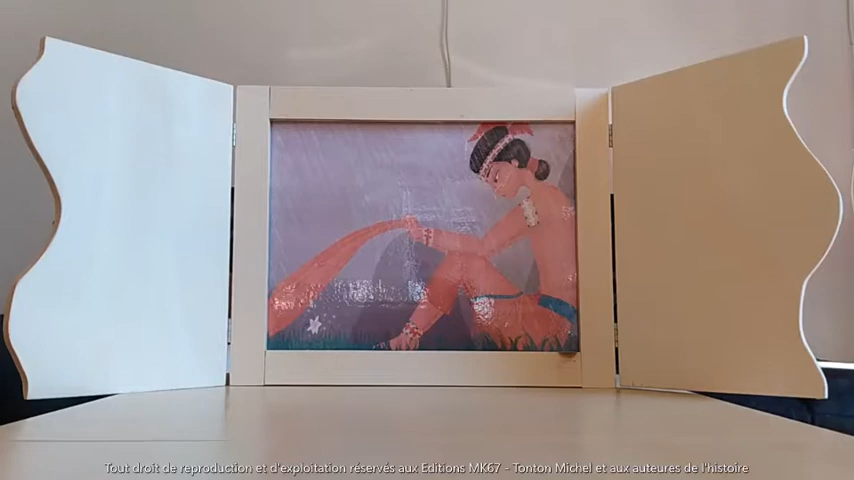 Tout droit de reproduction et d'exploitation réservés aux Editions MK67 - Tonton Michel et aux auteures de l'histoire